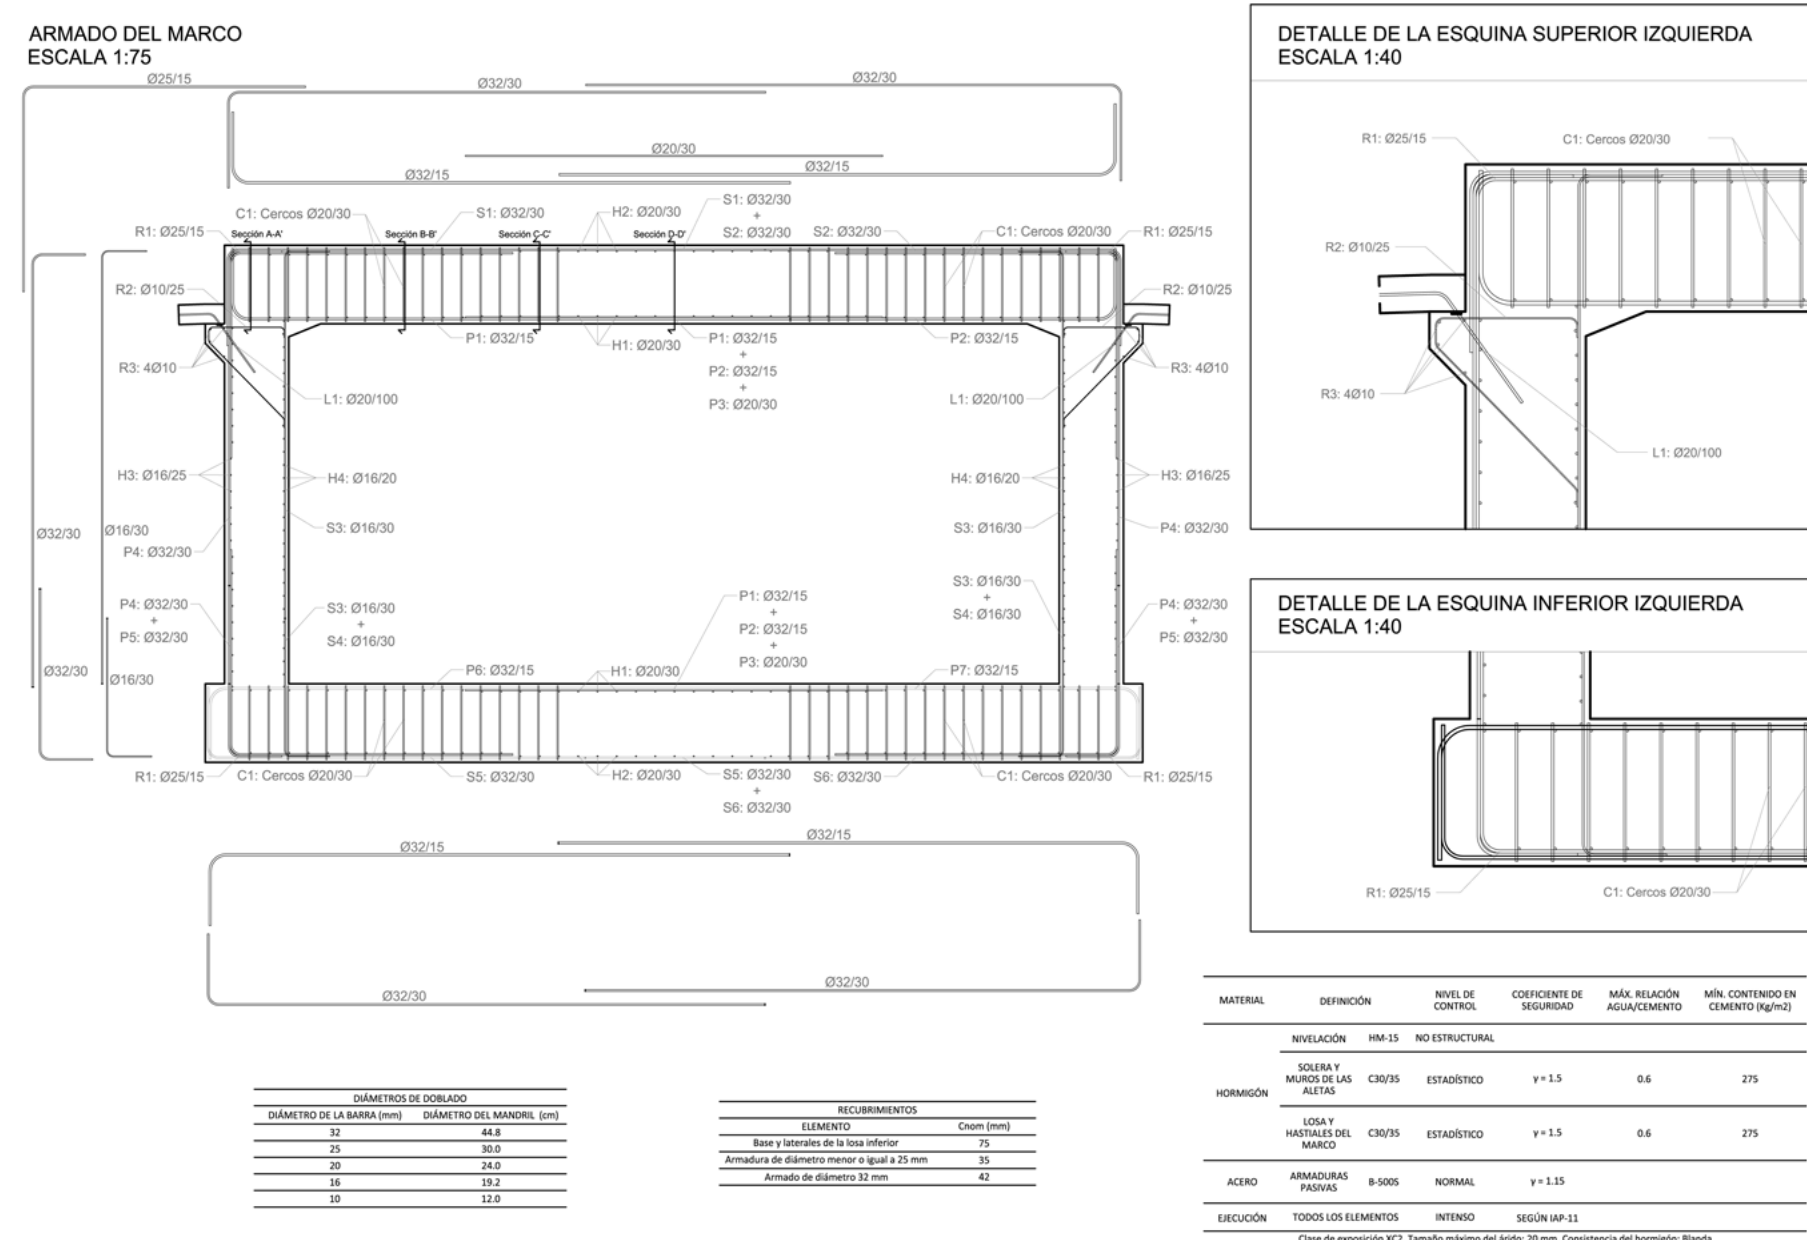 ARMADO DEL MARCO
ESCALA 1:75
Ø25/15
Ø32/30
Ø32/30
Ø20/30
Ø32/15
Ø32/15
C1: Cercos Ø20/30
S1: Ø32/30
H2: Ø20/30
S1: Ø32/30
+
S2: Ø32/30
S2: Ø32/30
C1: Cercos Ø20/30
R1: Ø25/15
Sección A-A'
Sección B-B'
Sección C-C'
Sección D-D'
R1: Ø25/15
R2: Ø10/25
R2: Ø10/25
P1: Ø32/15
H1: Ø20/30
P1: Ø32/15
+
P2: Ø32/15
+
P3: Ø20/30
P2: Ø32/15
R3: 4Ø10
R3: 4Ø10
L1: Ø20/100
L1: Ø20/100
H3: Ø16/25
H4: Ø16/20
H4: Ø16/20
H3: Ø16/25
Ø32/30
Ø16/30
P4: Ø32/30
S3: Ø16/30
S3: Ø16/30
P4: Ø32/30
P4: Ø32/30
+
P5: Ø32/30
S3: Ø16/30
+
S4: Ø16/30
P1: Ø32/15
+
P2: Ø32/15
+
P3: Ø20/30
S3: Ø16/30
+
S4: Ø16/30
P4: Ø32/30
+
P5: Ø32/30
Ø32/30
Ø16/30
P6: Ø32/15
H1: Ø20/30
P7: Ø32/15
R1: Ø25/15
C1: Cercos Ø20/30
S5: Ø32/30
H2: Ø20/30
S5: Ø32/30
+
S6: Ø32/30
S6: Ø32/30
C1: Cercos Ø20/30
R1: Ø25/15
Ø32/15
Ø32/15
Ø32/30
Ø32/30
DETALLE DE LA ESQUINA SUPERIOR IZQUIERDA
ESCALA 1:40
R1: Ø25/15
C1: Cercos Ø20/30
R2: Ø10/25
R3: 4Ø10
L1: Ø20/100
DETALLE DE LA ESQUINA INFERIOR IZQUIERDA
ESCALA 1:40
R1: Ø25/15
C1: Cercos Ø20/30
DIÁMETROS DE DOBLADO
DIÁMETRO DE LA BARRA (mm) DIÁMETRO DEL MANDRIL (cm)
32 44.8
25 30.0
20 24.0
16 19.2
10 12.0
RECUBRIMIENTOS
ELEMENTO Cnom (mm)
Base y laterales de la losa inferior 75
Armadura de diámetro menor o igual a 25 mm 35
Armado de diámetro 32 mm 42
MATERIAL DEFINICIÓN NIVEL DE CONTROL COEFICIENTE DE SEGURIDAD MÁX. RELACIÓN AGUA/CEMENTO MÍN. CONTENIDO EN CEMENTO (Kg/m2)
HORMIGÓN
NIVELACIÓN HM-15 NO ESTRUCTURAL
SOLERA Y MUROS DE LAS ALETAS C30/35 ESTADÍSTICO γ = 1.5 0.6 275
LOSA Y HASTIALES DEL MARCO C30/35 ESTADÍSTICO γ = 1.5 0.6 275
ACERO ARMADURAS PASIVAS B-500S NORMAL γ = 1.15
EJECUCIÓN TODOS LOS ELEMENTOS INTENSO SEGÚN IAP-11
Clase de exposición XC2. Tamaño máximo del árido: 20 mm. Consistencia del hormigón: Blanda